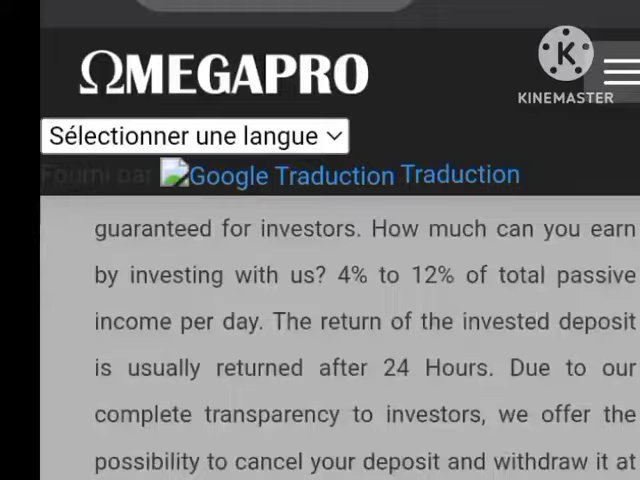 ΩMEGAPRO
KINEMASTER
Sélectionner une langue
Fourni par Google Traduction Traduction
guaranteed for investors. How much can you earn
by investing with us? 4% to 12% of total passive
income per day. The return of the invested deposit
is usually returned after 24 Hours. Due to our
complete transparency to investors, we offer the
possibility to cancel your deposit and withdraw it at